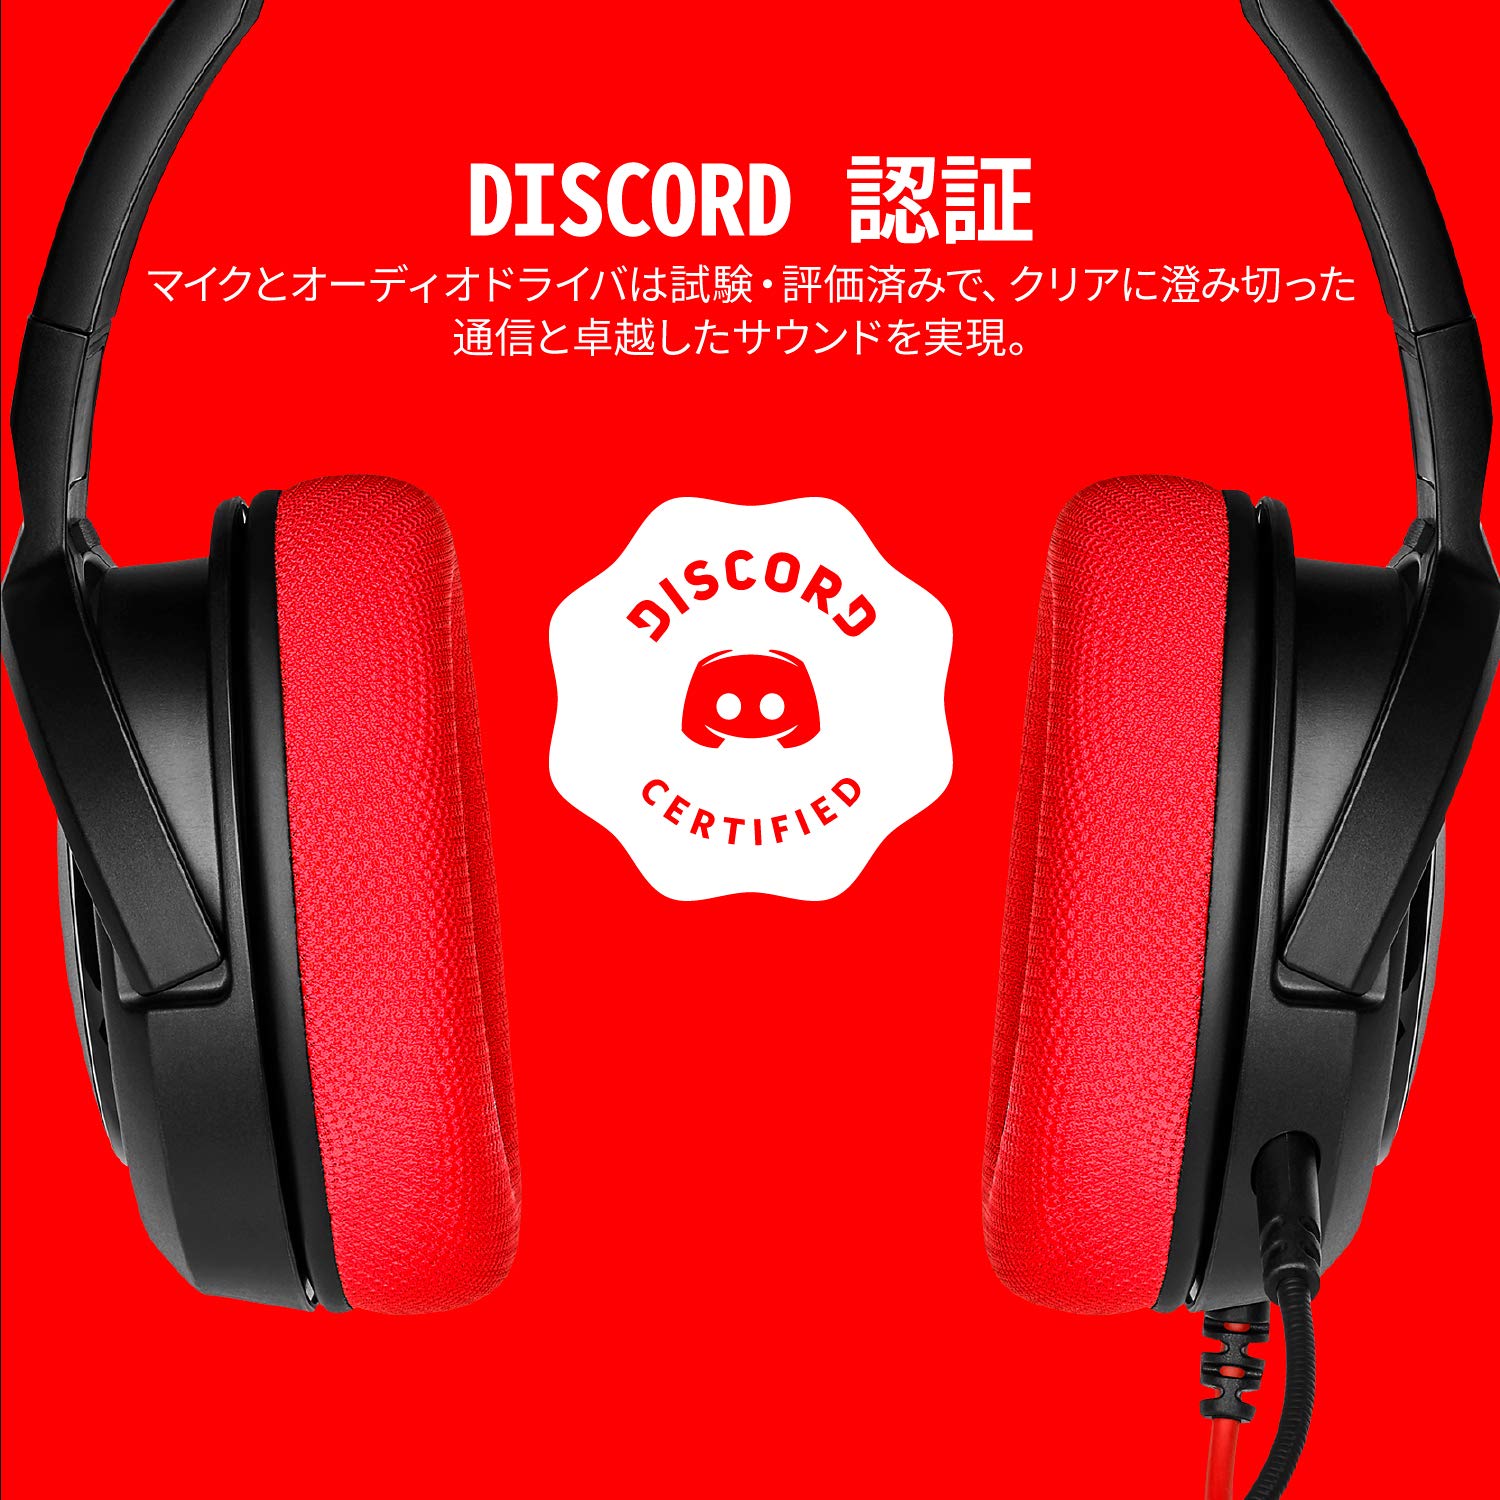 DISCORD 認証
マイクとオーディオドライバは試験・評価済みで、クリアに澄み切った
通信と卓越したサウンドを実現。
DISCORD
CERTIFIED